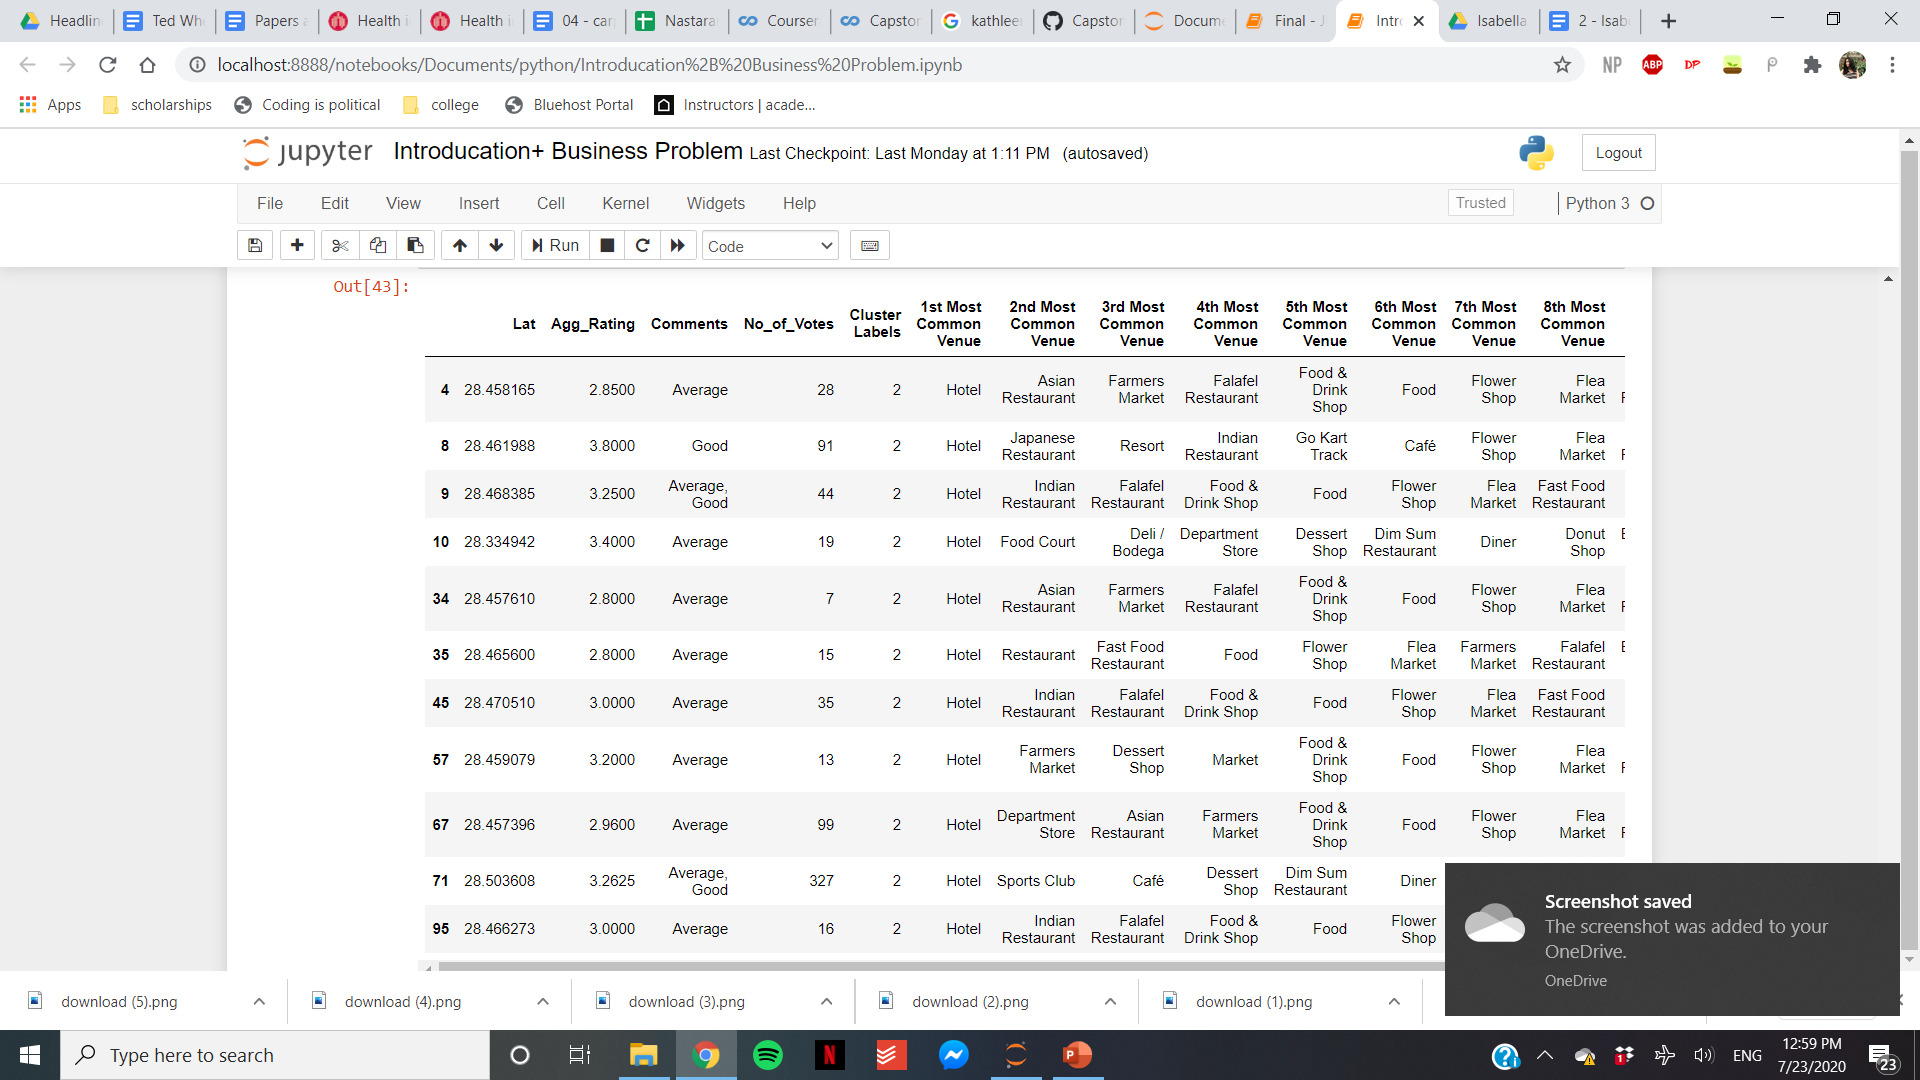 Headlin
Ted Wh
Papers a
Health i
Health i
04 - car
Nastara
Courser
Capstor
kathlee
Capstor
Docume
Final - J
Intr
Isabella
2 - Isab
localhost:8888/notebooks/Documents/python/Introducation%2B%20Business%20Problem.ipynb
NP ABP DP
Apps scholarships Coding is political college Bluehost Portal Instructors | acade...
jupyter Introducation+ Business Problem Last Checkpoint: Last Monday at 1:11 PM (autosaved)
Logout
File Edit View Insert Cell Kernel Widgets Help
Trusted Python 3
Run Code
Out[43]:
Lat Agg_Rating Comments No_of_Votes Cluster Labels 1st Most Common Venue 2nd Most Common Venue 3rd Most Common Venue 4th Most Common Venue 5th Most Common Venue 6th Most Common Venue 7th Most Common Venue 8th Most Common Venue
4 28.458165 2.8500 Average 28 2 Hotel Asian Restaurant Farmers Market Falafel Restaurant Food & Drink Shop Food Flower Shop Flea Market
8 28.461988 3.8000 Good 91 2 Hotel Japanese Restaurant Resort Indian Restaurant Go Kart Track Café Flower Shop Flea Market
9 28.468385 3.2500 Average, Good 44 2 Hotel Indian Restaurant Falafel Restaurant Food & Drink Shop Food Flower Shop Flea Market Fast Food Restaurant
10 28.334942 3.4000 Average 19 2 Hotel Food Court Deli / Bodega Department Store Dessert Shop Dim Sum Restaurant Diner Donut Shop
34 28.457610 2.8000 Average 7 2 Hotel Asian Restaurant Farmers Market Falafel Restaurant Food & Drink Shop Food Flower Shop Flea Market
35 28.465600 2.8000 Average 15 2 Hotel Restaurant Fast Food Restaurant Food Flower Shop Flea Market Farmers Market Falafel Restaurant
45 28.470510 3.0000 Average 35 2 Hotel Indian Restaurant Falafel Restaurant Food & Drink Shop Food Flower Shop Flea Market Fast Food Restaurant
57 28.459079 3.2000 Average 13 2 Hotel Farmers Market Dessert Shop Market Food & Drink Shop Food Flower Shop Flea Market
67 28.457396 2.9600 Average 99 2 Hotel Department Store Asian Restaurant Farmers Market Food & Drink Shop Food Flower Shop Flea Market
71 28.503608 3.2625 Average, Good 327 2 Hotel Sports Club Café Dessert Shop Dim Sum Restaurant Diner
95 28.466273 3.0000 Average 16 2 Hotel Indian Restaurant Falafel Restaurant Food & Drink Shop Food Flower Shop
Screenshot saved
The screenshot was added to your
OneDrive.
OneDrive
download (5).png download (4).png download (3).png download (2).png download (1).png
Type here to search
ENG
12:59 PM
7/23/2020
23